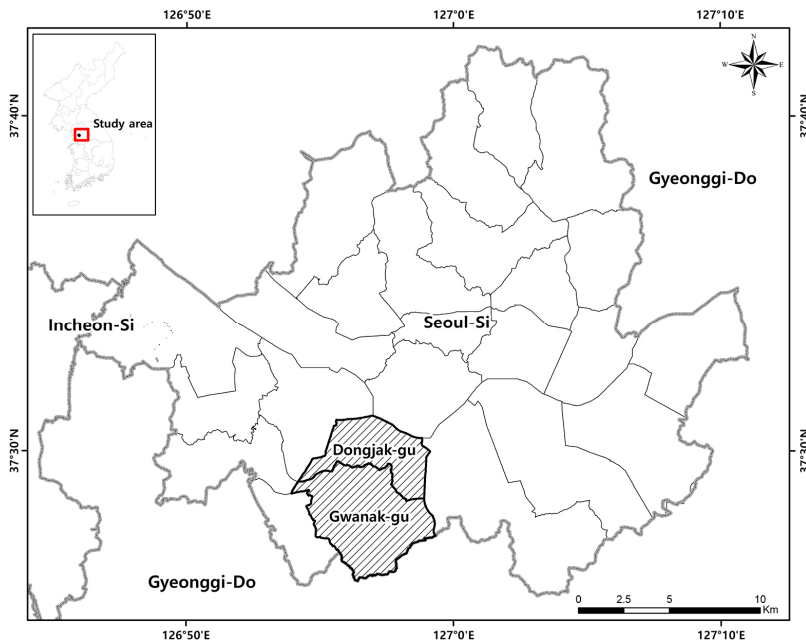 126°50'E 127°0'E 127°10'E
N
W E
S
Study area
37°40'N 37°40'N
Gyeonggi-Do
Incheon-Si
Seoul-Si
Dongjak-gu
37°30'N 37°30'N
Gwanak-gu
Gyeonggi-Do
0 2.5 5 10
Km
126°50'E 127°0'E 127°10'E